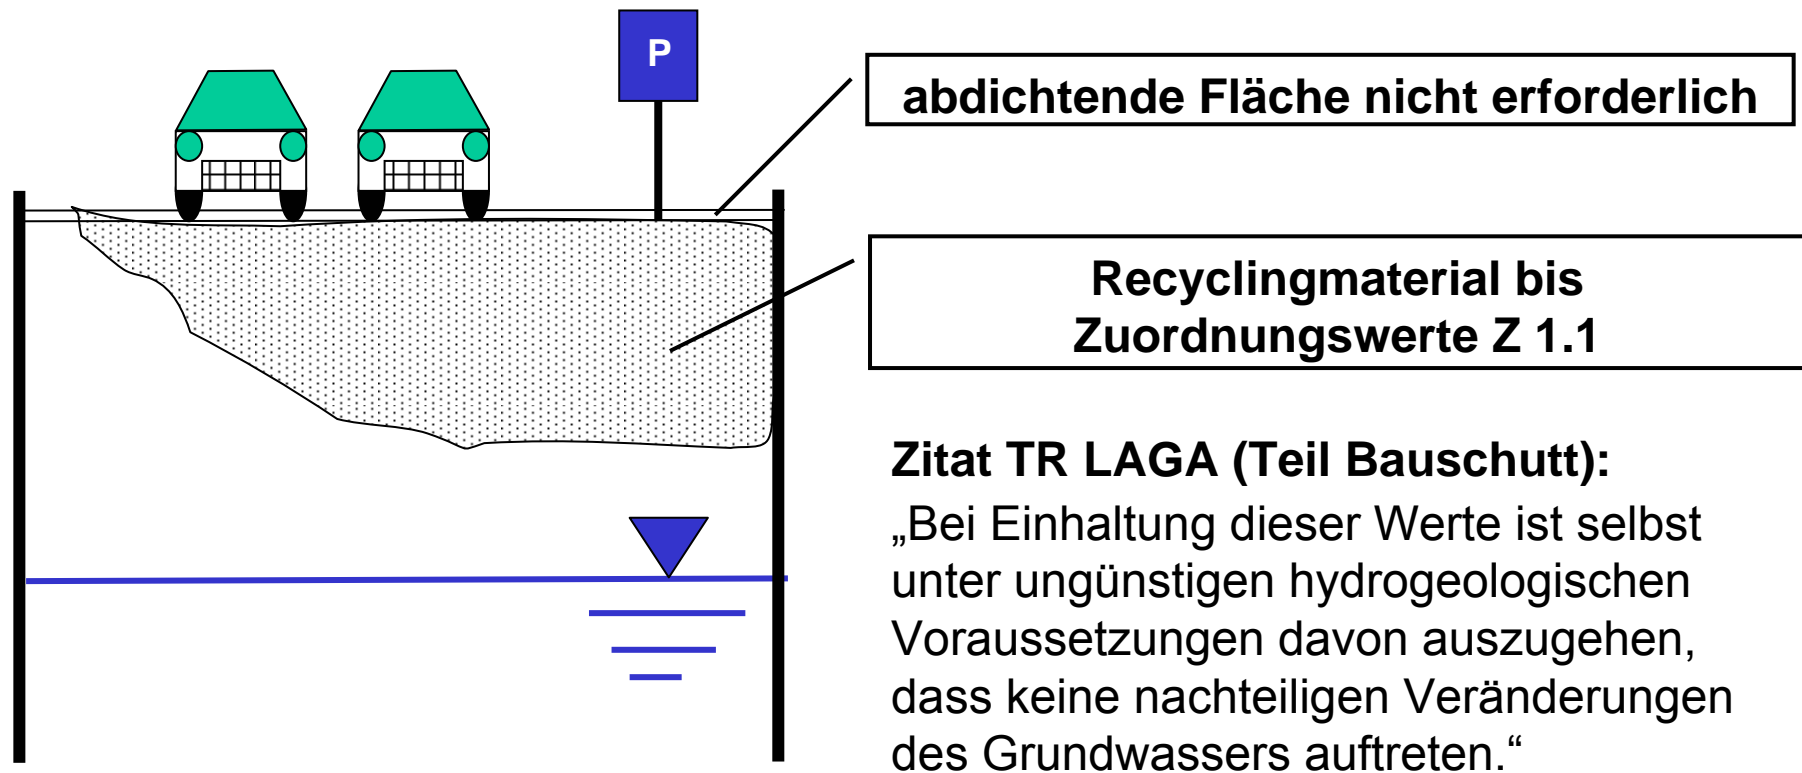 P
abdichtende Fläche nicht erforderlich
Recyclingmaterial bis
Zuordnungswerte Z 1.1
Zitat TR LAGA (Teil Bauschutt):
„Bei Einhaltung dieser Werte ist selbst
unter ungünstigen hydrogeologischen
Voraussetzungen davon auszugehen,
dass keine nachteiligen Veränderungen
des Grundwassers auftreten.“